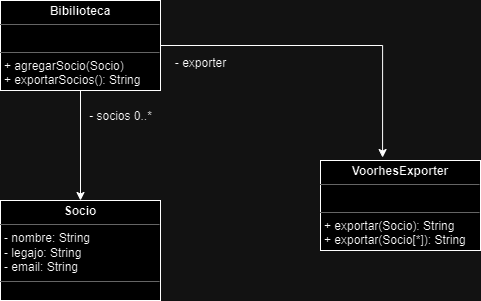 Bibilioteca
+ agregarSocio(Socio)
+ exportarSocios(): String
- exporter
- socios 0..*
VoorhesExporter
+ exportar(Socio): String
+ exportar(Socio[*]): String
Socio
- nombre: String
- legajo: String
- email: String